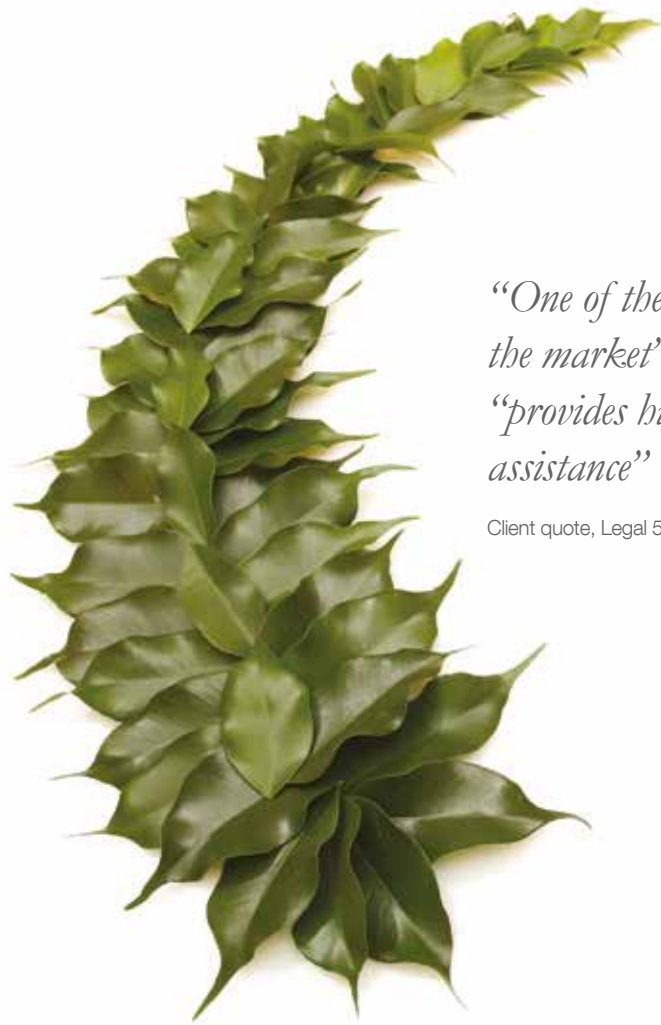 “One of the
the market”
“provides
assistance”
Client quote, Legal